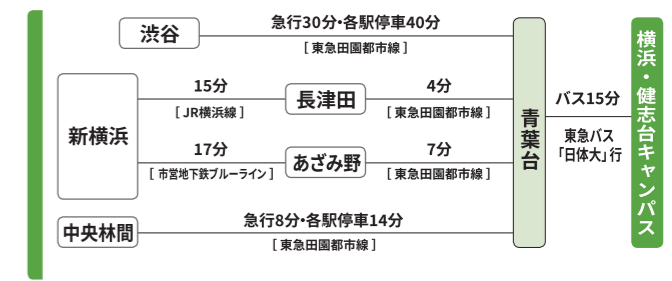 渋谷
急行30分・各駅停車40分
[ 東急田園都市線 ]
新横浜
15分
[ JR横浜線 ]
長津田
4分
[ 東急田園都市線 ]
17分
[ 市営地下鉄ブルーライン ]
あざみ野
7分
[ 東急田園都市線 ]
中央林間
急行8分・各駅停車14分
[ 東急田園都市線 ]
青葉台
バス15分
東急バス
「日体大」行
横浜・健志台キャンパス